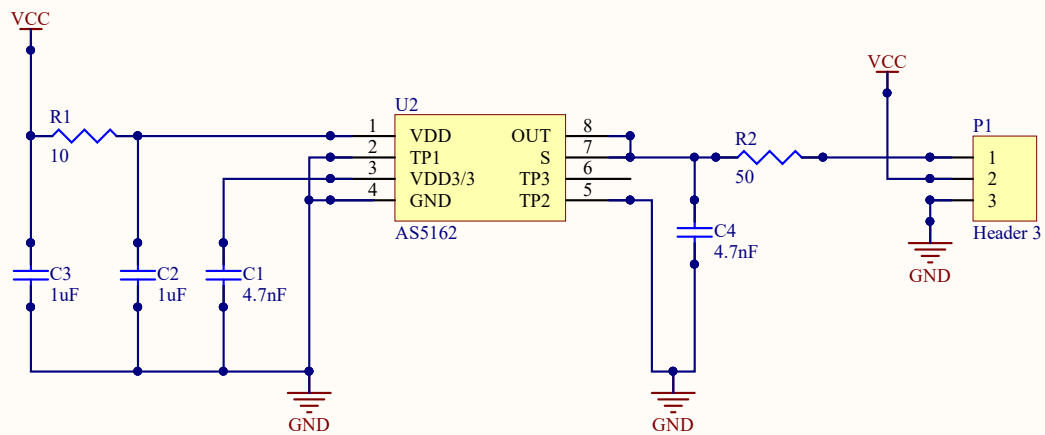 VCC
R1
10
C3
1uF
C2
1uF
C1
4.7nF
GND
U2
1 VDD OUT 8
2 TP1 S 7
3 VDD3/3 TP3 6
4 GND TP2 5
AS5162
C4
4.7nF
GND
R2
50
VCC
P1
1
2
3
Header 3
GND